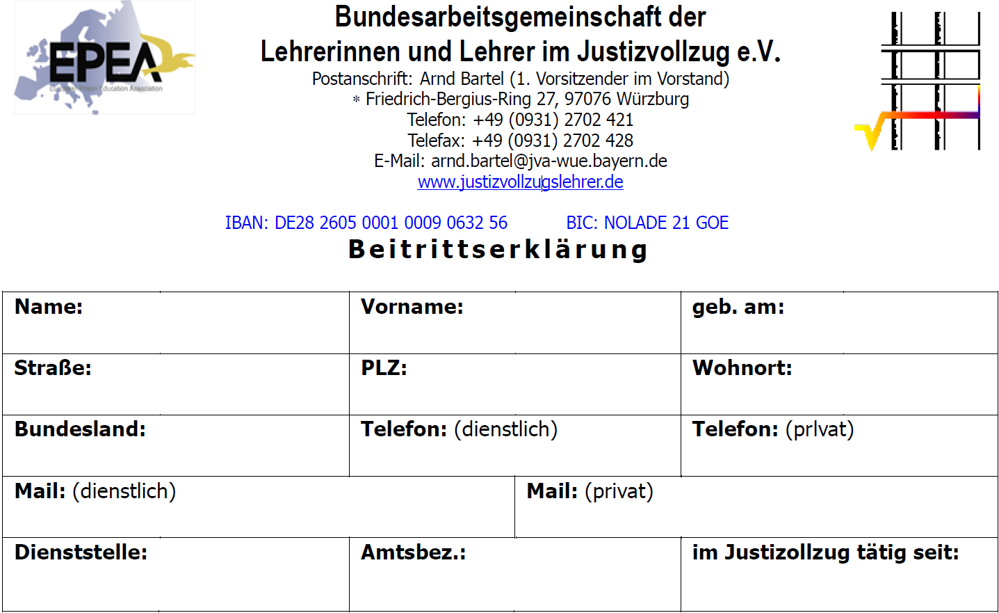 EPEA
European Prison Education Association
Bundesarbeitsgemeinschaft der
Lehrerinnen und Lehrer im Justizvollzug e.V.
Postanschrift: Arnd Bartel (1. Vorsitzender im Vorstand)
* Friedrich-Bergius-Ring 27, 97076 Würzburg
Telefon: +49 (0931) 2702 421
Telefax: +49 (0931) 2702 428
E-Mail: arnd.bartel@jva-wue.bayern.de
www.justizvollzugslehrer.de
IBAN: DE28 2605 0001 0009 0632 56 BIC: NOLADE 21 GOE
Beitrittserklärung
Name: Vorname: geb. am:
Straße: PLZ: Wohnort:
Bundesland: Telefon: (dienstlich) Telefon: (prlvat)
Mail: (dienstlich) Mail: (privat)
Dienststelle: Amtsbez.: im Justizollzug tätig seit: